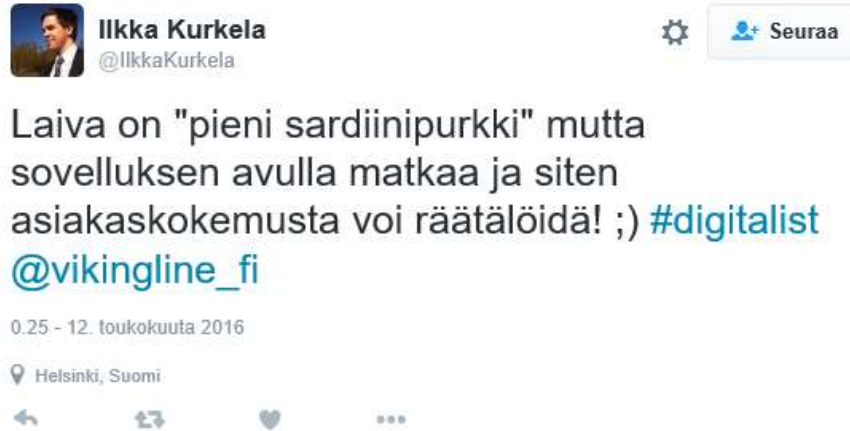 Ilkka Kurkela
@IlkkaKurkela
Seuraa
Laiva on "pieni sardiinipurkki" mutta
sovelluksen avulla matkaa ja siten
asiakaskokemusta voi räätälöidä! ;) #digitalist
@vikingline_fi
0.25 - 12. toukokuuta 2016
Helsinki, Suomi